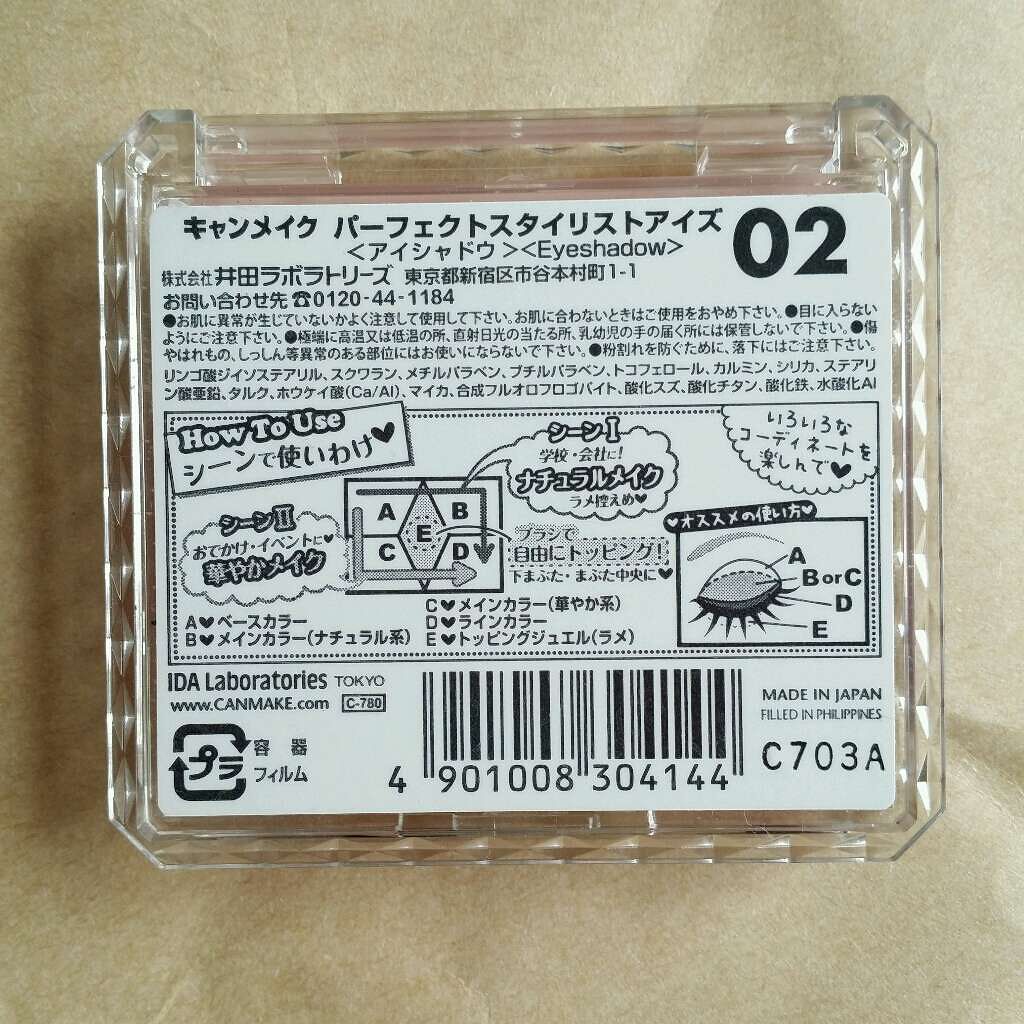 キャンメイク パーフェクトスタイリストアイズ 02
<アイシャドウ><Eyeshadow>
株式会社 井田ラボラトリーズ 東京都新宿区市谷本村町1-1
お問い合わせ先☎0120-44-1184
●お肌に異常が生じていないかよく注意して使用して下さい。お肌に合わないときはご使用をおやめ下さい。●目に入らない
ようにご注意下さい。●極端に高温又は低温の所、直射日光の当たる所、乳幼児の手の届く所には保管しないで下さい。●傷
やはれもの、しっしん等異常のある部位にはお使いにならないで下さい。●粉割れを防ぐために、落下にはご注意下さい。
リンゴ酸ジイソステアリル、スクワラン、メチルパラベン、ブチルパラベン、トコフェロール、カルミン、シリカ、ステアリ
ン酸亜鉛、タルク、ホウケイ酸(Ca/Al)、マイカ、合成フルオロフロゴパイト、酸化スズ、酸化チタン、酸化鉄、水酸化Al
How To Use
シーンで使いわけ♥
シーンI
学校・会社に!
ナチュラルメイク
ラメ控えめ♥
いろいろな
コーディネートを
楽しんで♥
シーンII
おでかけ・イベントに♥
華やかメイク
A B
E
C D
ブラシで
自由にトッピング!
下まぶた・まぶた中央に♥
♥オススメの使い方♥
A
B or C
D
E
A♥ベースカラー
B♥メインカラー(ナチュラル系)
C♥メインカラー(華やか系)
D♥ラインカラー
E♥トッピングジュエル(ラメ)
IDA Laboratories TOKYO
www.CANMAKE.com C-780
プラ
容器
フィルム
4 901008 304144
MADE IN JAPAN
FILLED IN PHILIPPINES
C703A